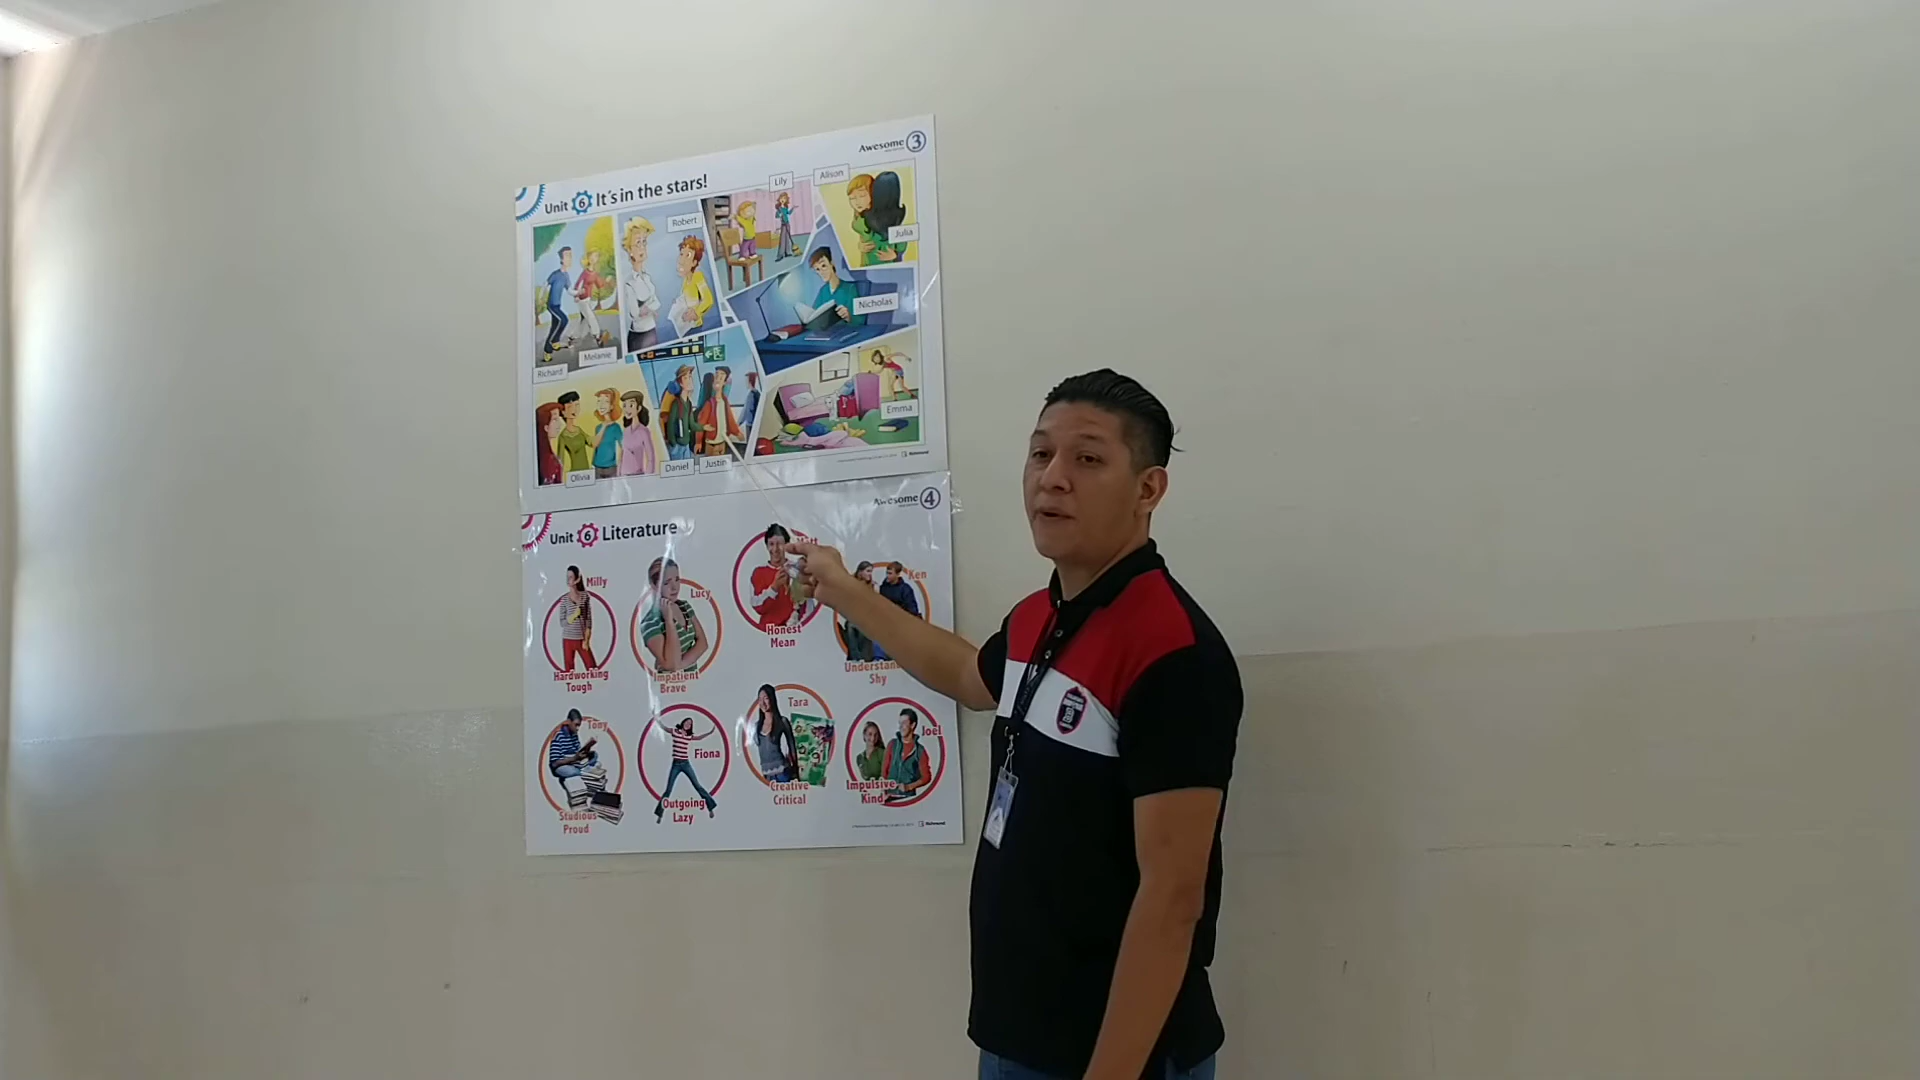 Awesome 3
Unit 6 It's in the stars!
Lily
Alison
Robert
Julia
Nicholas
Melanie
Richard
Emma
Olivia
Daniel
Justin
Richmond
Awesome 4
Unit 6 Literature
Milly
Hardworking
Tough
Lucy
Impatient
Brave
Honest
Mean
Ken
Shy
Tony
Studious
Proud
Fiona
Outgoing
Lazy
Tara
Creative
Critical
Joel
Impulsive
Kind
Richmond